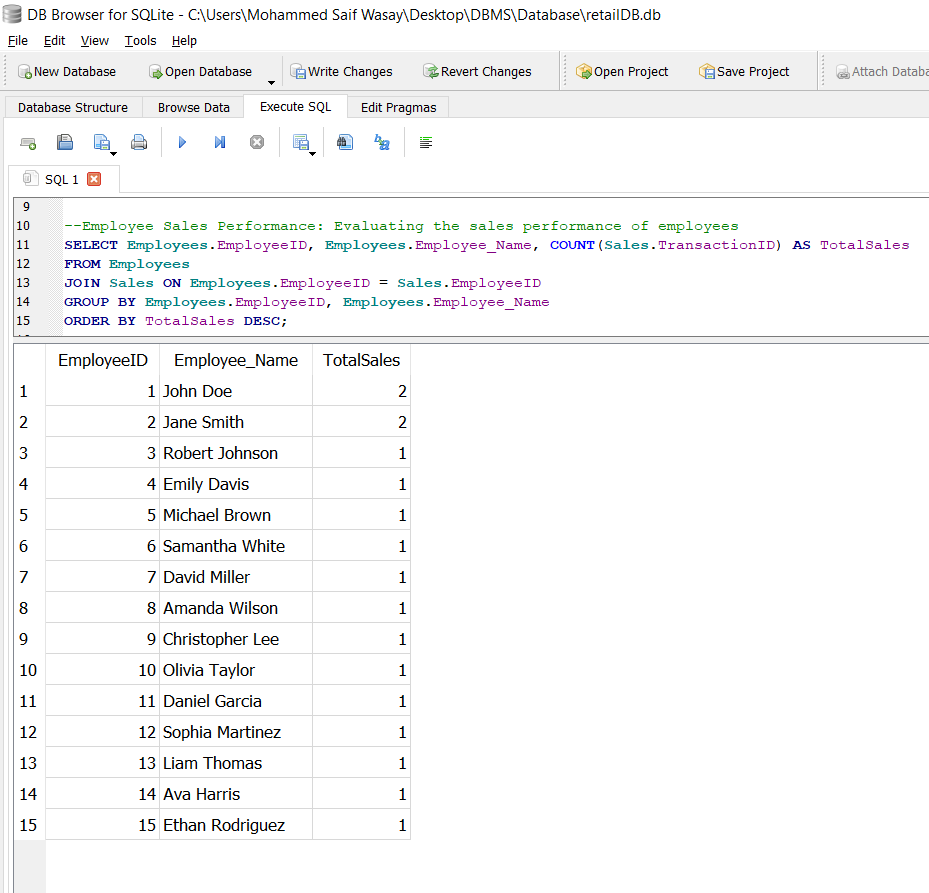 DB Browser for SQLite - C:\Users\Mohammed Saif Wasay\Desktop\DBMS\Database\retailDB.db
File Edit View Tools Help
New Database Open Database Write Changes Revert Changes Open Project Save Project Attach Databa
Database Structure Browse Data Execute SQL Edit Pragmas
SQL 1
9
10 --Employee Sales Performance: Evaluating the sales performance of employees
11 SELECT Employees.EmployeeID, Employees.Employee_Name, COUNT(Sales.TransactionID) AS TotalSales
12 FROM Employees
13 JOIN Sales ON Employees.EmployeeID = Sales.EmployeeID
14 GROUP BY Employees.EmployeeID, Employees.Employee_Name
15 ORDER BY TotalSales DESC;
EmployeeID Employee_Name TotalSales
1 1 John Doe 2
2 2 Jane Smith 2
3 3 Robert Johnson 1
4 4 Emily Davis 1
5 5 Michael Brown 1
6 6 Samantha White 1
7 7 David Miller 1
8 8 Amanda Wilson 1
9 9 Christopher Lee 1
10 10 Olivia Taylor 1
11 11 Daniel Garcia 1
12 12 Sophia Martinez 1
13 13 Liam Thomas 1
14 14 Ava Harris 1
15 15 Ethan Rodriguez 1